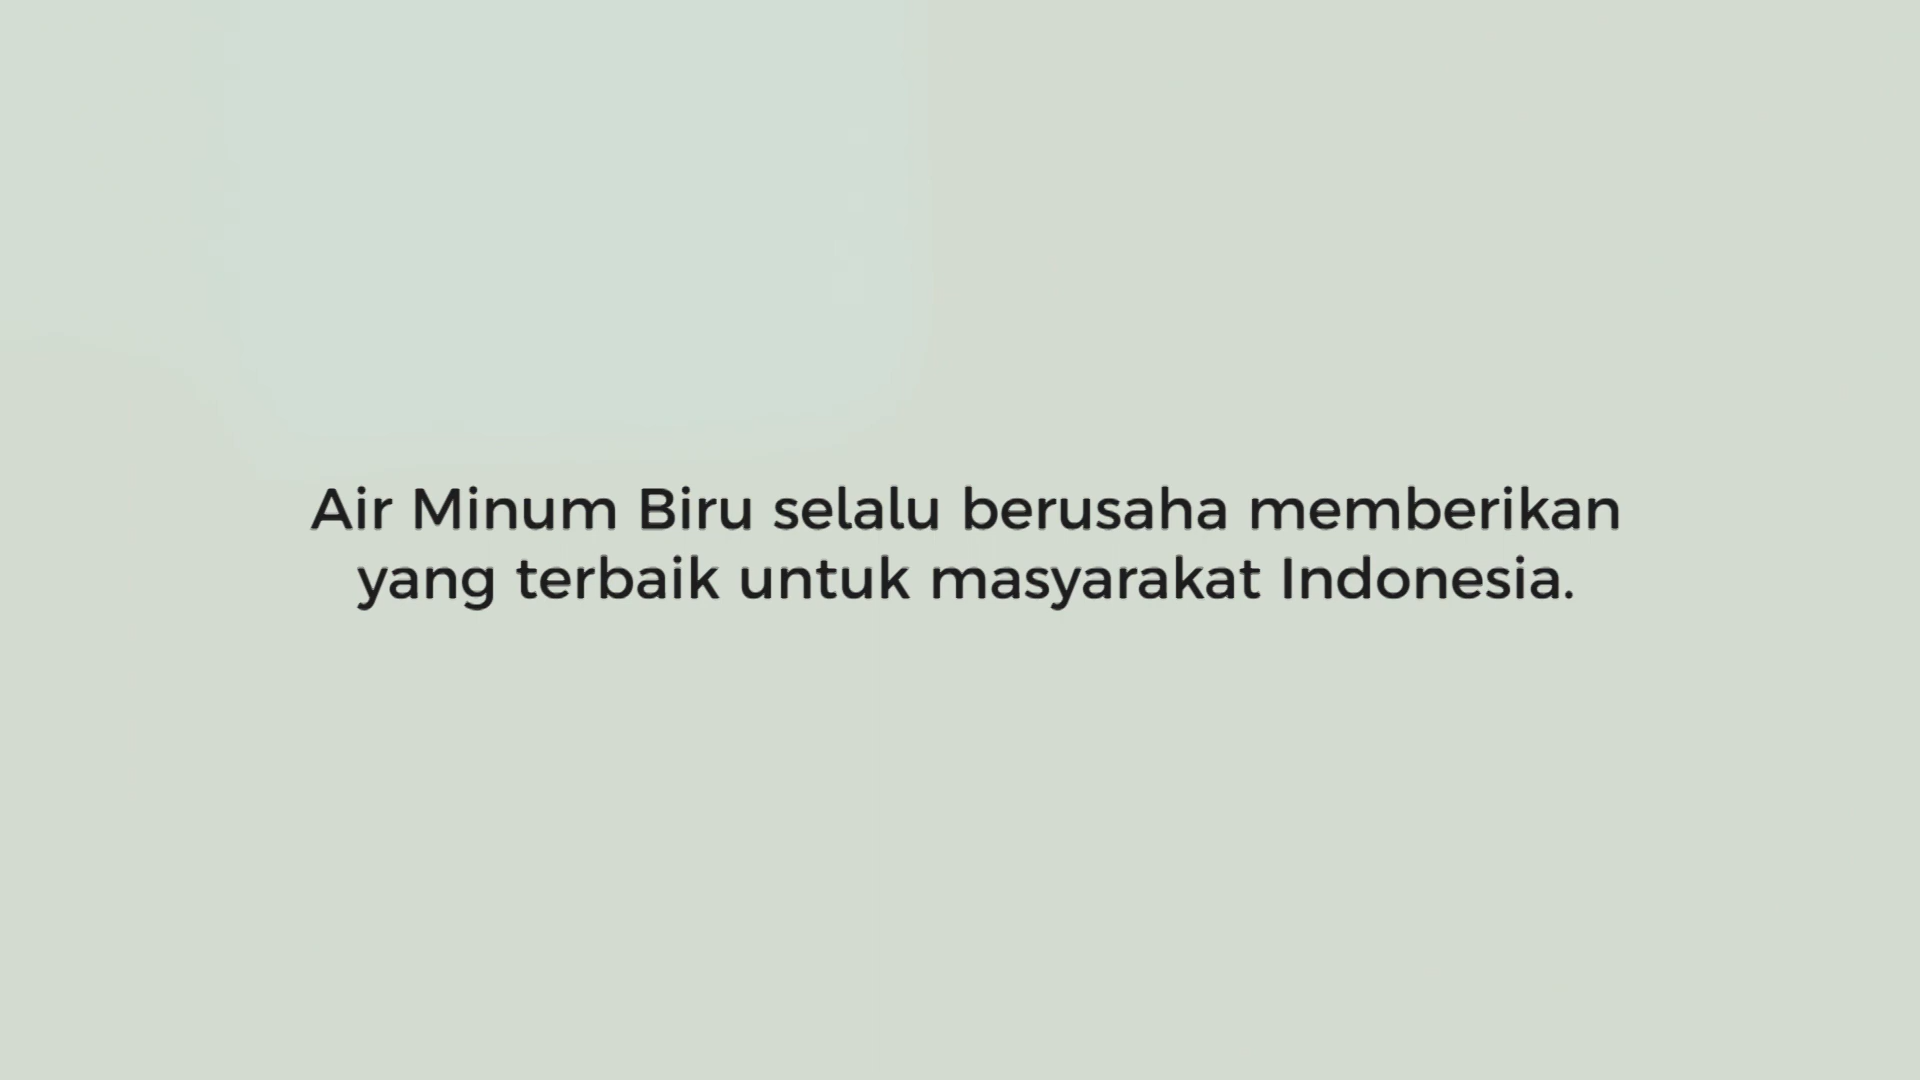 Air Minum Biru selalu berusaha memberikan
yang terbaik untuk masyarakat Indonesia.